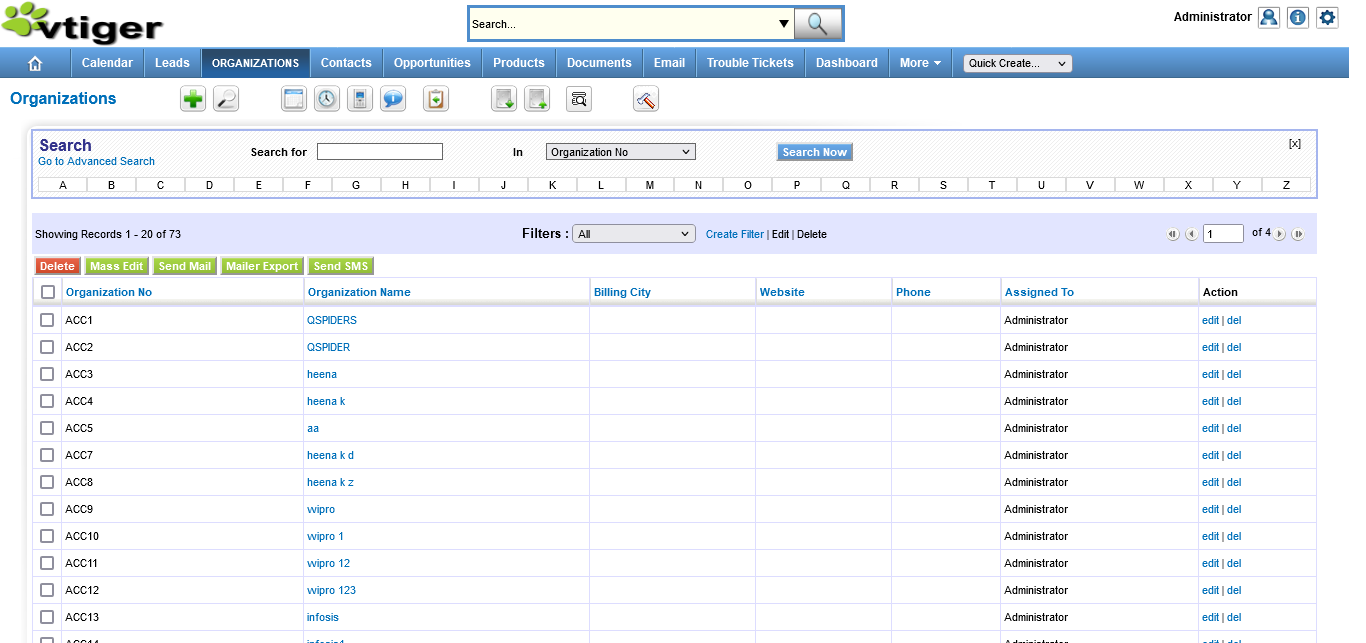 vtiger
Search...
Administrator
Calendar Leads ORGANIZATIONS Contacts Opportunities Products Documents Email Trouble Tickets Dashboard More Quick Create...
Organizations
Search
Go to Advanced Search
Search for In Organization No Search Now [X]
A B C D E F G H I J K L M N O P Q R S T U V W X Y Z
Showing Records 1 - 20 of 73 Filters : All Create Filter | Edit | Delete 1 of 4
Delete Mass Edit Send Mail Mailer Export Send SMS
Organization No Organization Name Billing City Website Phone Assigned To Action
ACC1 QSPIDERS Administrator edit | del
ACC2 QSPIDER Administrator edit | del
ACC3 heena Administrator edit | del
ACC4 heena k Administrator edit | del
ACC5 aa Administrator edit | del
ACC7 heena k d Administrator edit | del
ACC8 heena k z Administrator edit | del
ACC9 wipro Administrator edit | del
ACC10 wipro 1 Administrator edit | del
ACC11 wipro 12 Administrator edit | del
ACC12 wipro 123 Administrator edit | del
ACC13 infosis Administrator edit | del